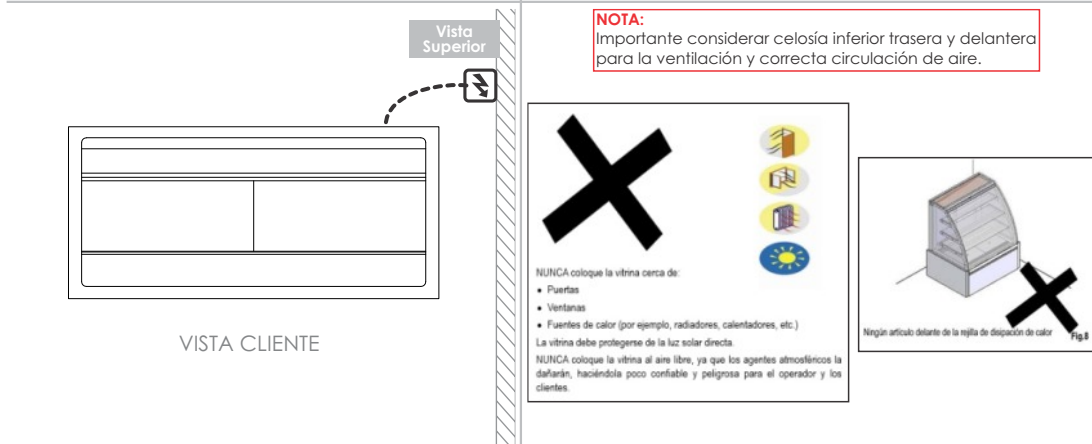 Vista
Superior
VISTA CLIENTE
NOTA:
Importante considerar celosía inferior trasera y delantera
para la ventilación y correcta circulación de aire.
NUNCA coloque la vitrina cerca de:
• Puertas
• Ventanas
• Fuentes de calor (por ejemplo, radiadores, calentadores, etc.)
La vitrina debe protegerse de la luz solar directa.
NUNCA coloque la vitrina al aire libre, ya que los agentes atmosféricos la
dañarán, haciéndola poco confiable y peligrosa para el operador y los
clientes.
Ningún artículo delante de la rejilla de disipación de calor
Fig.8